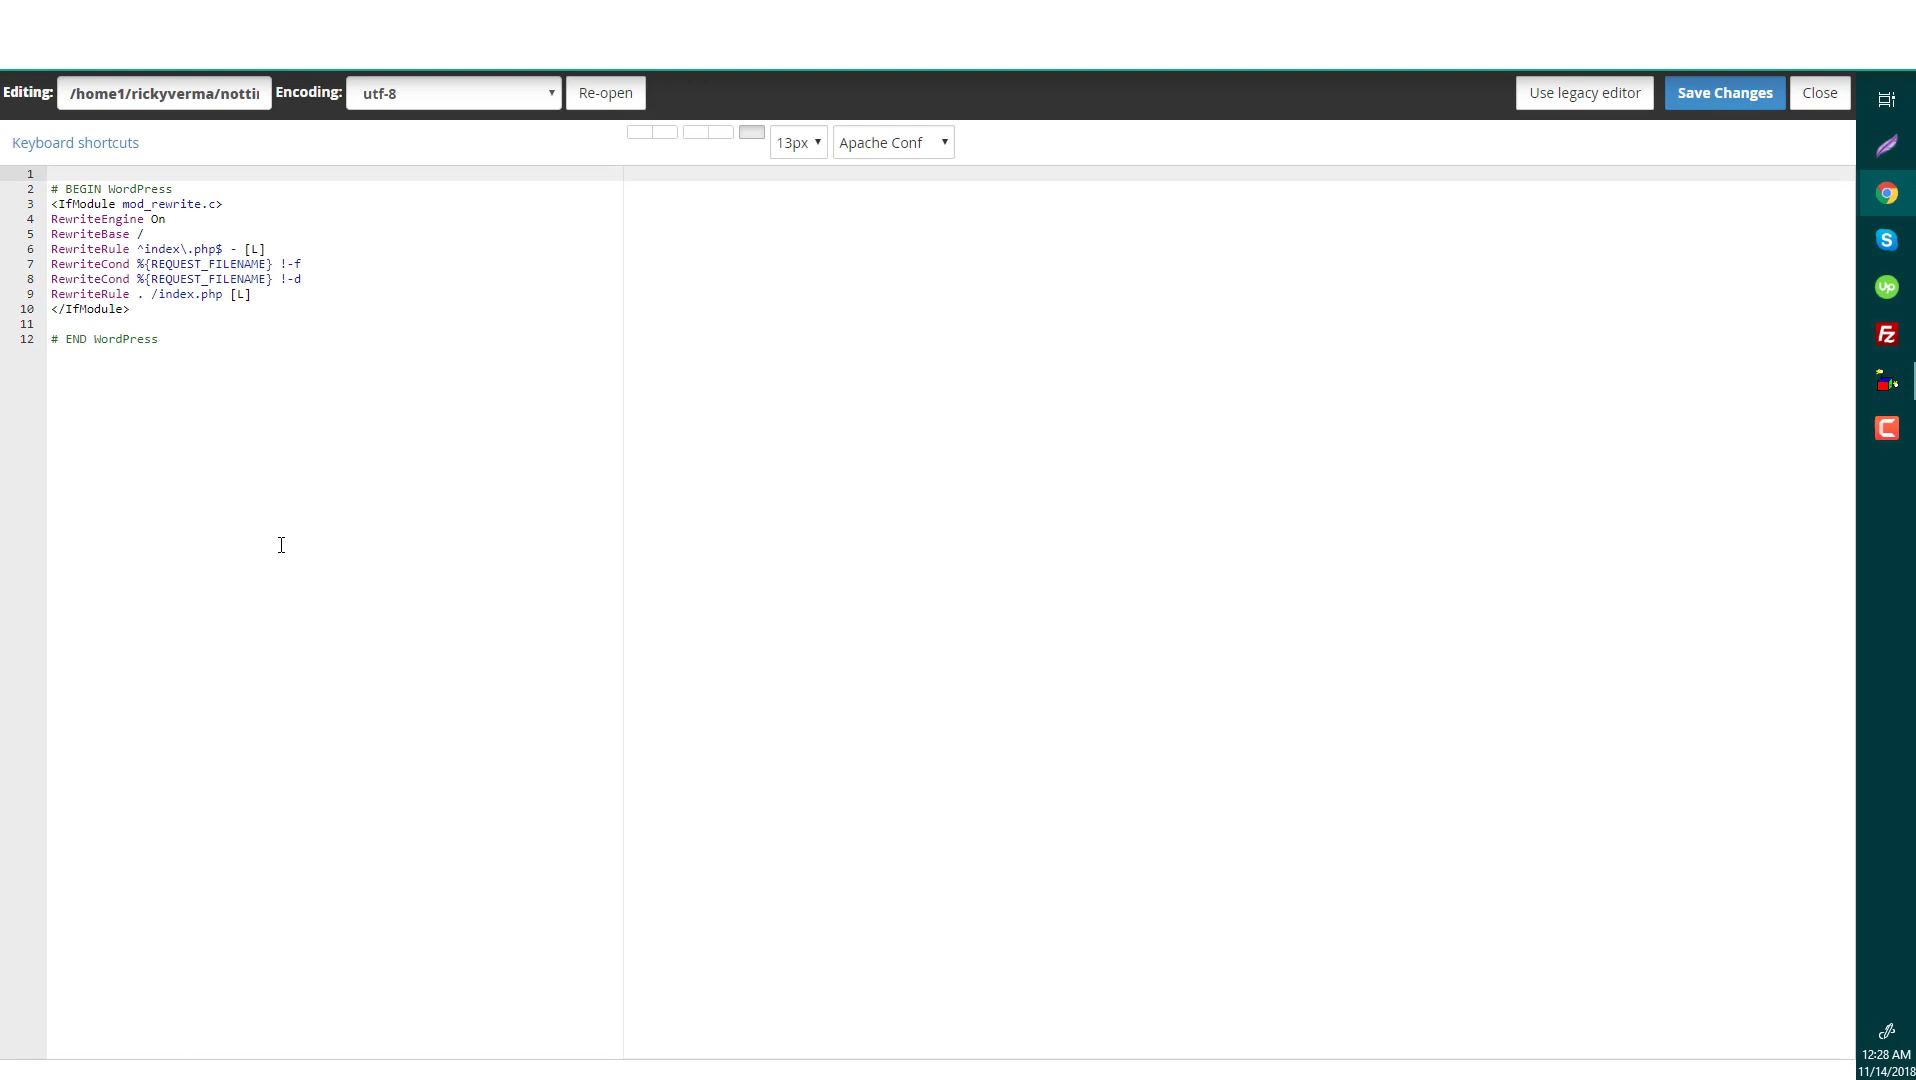 Editing: /home1/rickyverma/nottir Encoding: utf-8 Re-open Use legacy editor Save Changes Close
Keyboard shortcuts 13px Apache Conf
1
2 # BEGIN WordPress
3 <IfModule mod_rewrite.c>
4 RewriteEngine On
5 RewriteBase /
6 RewriteRule ^index\.php$ - [L]
7 RewriteCond %{REQUEST_FILENAME} !-f
8 RewriteCond %{REQUEST_FILENAME} !-d
9 RewriteRule . /index.php [L]
10 </IfModule>
11
12 # END WordPress
S
up
Fz
C
12:28 AM
11/14/2018